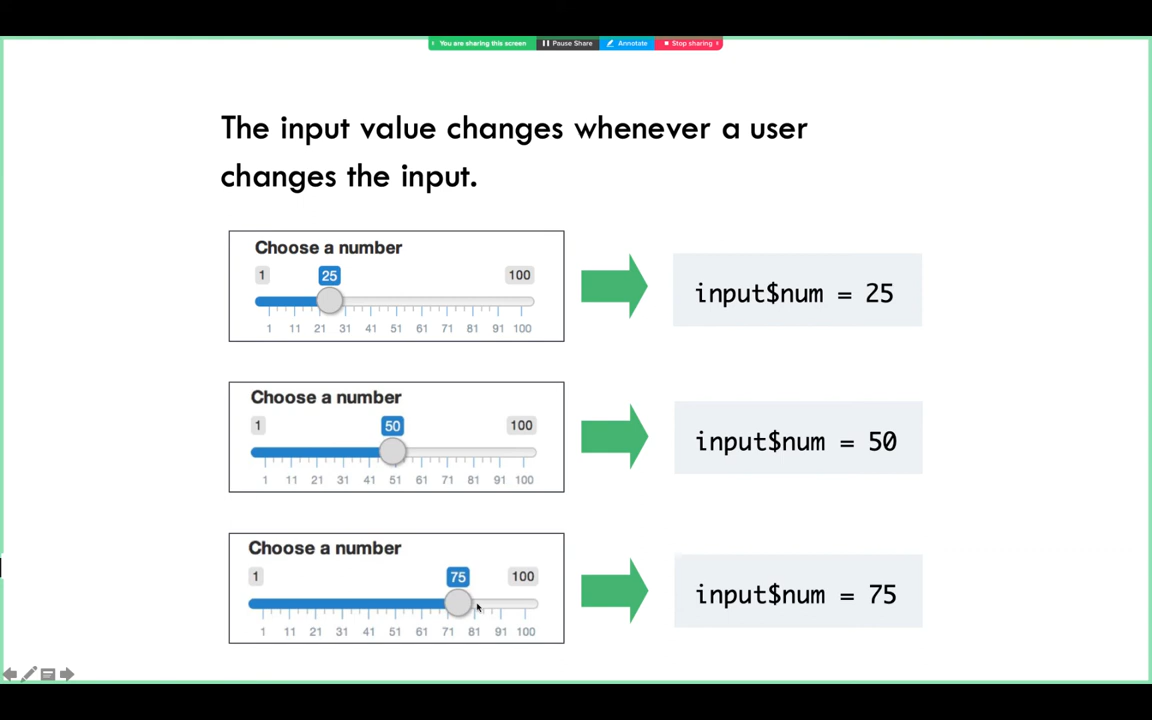 You are sharing this screen Pause Share Annotate Stop sharing
The input value changes whenever a user
changes the input.
Choose a number
1 25 100
1 11 21 31 41 51 61 71 81 91 100
input$num = 25
Choose a number
1 50 100
1 11 21 31 41 51 61 71 81 91 100
input$num = 50
Choose a number
1 75 100
1 11 21 31 41 51 61 71 81 91 100
input$num = 75